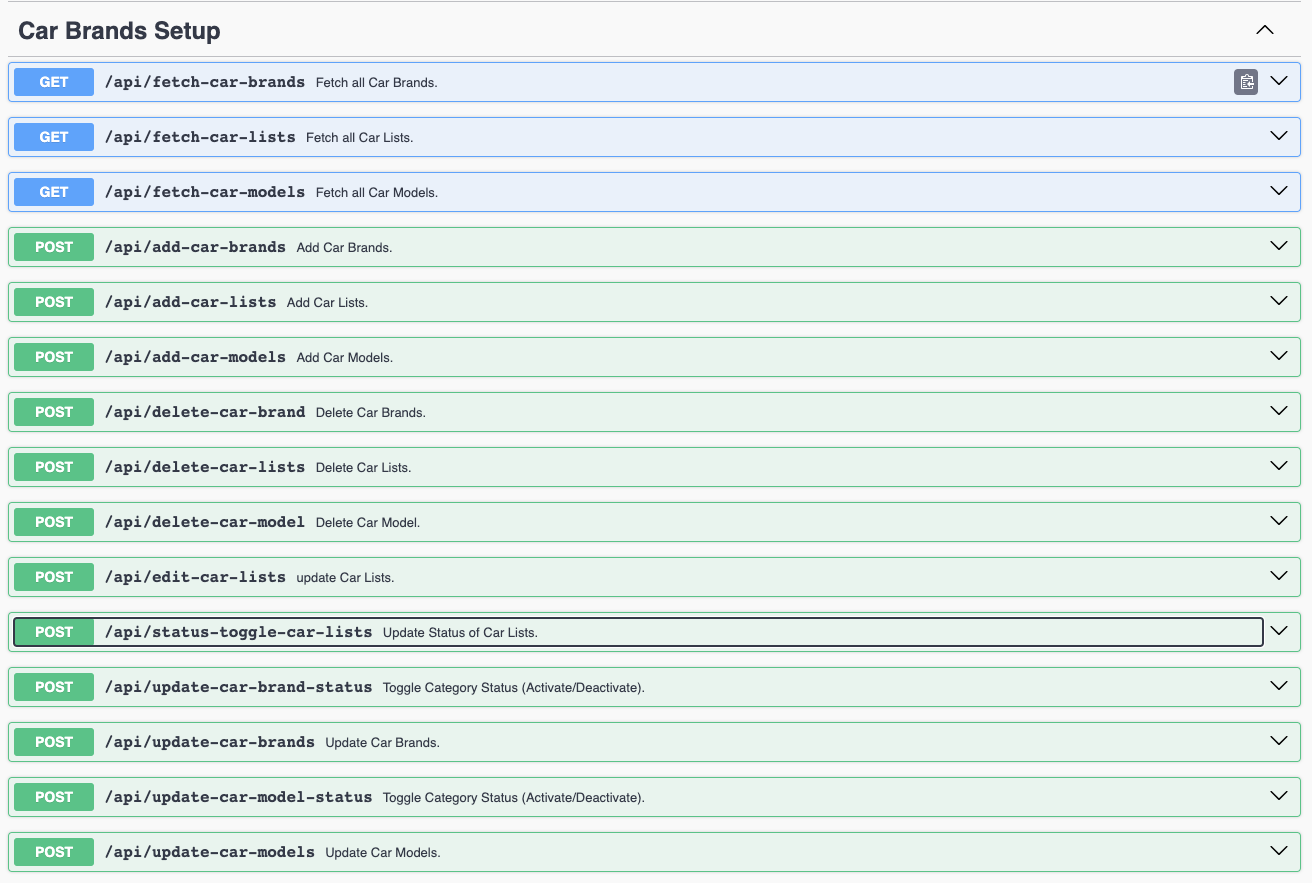 Car Brands Setup
GET /api/fetch-car-brands Fetch all Car Brands.
GET /api/fetch-car-lists Fetch all Car Lists.
GET /api/fetch-car-models Fetch all Car Models.
POST /api/add-car-brands Add Car Brands.
POST /api/add-car-lists Add Car Lists.
POST /api/add-car-models Add Car Models.
POST /api/delete-car-brand Delete Car Brands.
POST /api/delete-car-lists Delete Car Lists.
POST /api/delete-car-model Delete Car Model.
POST /api/edit-car-lists update Car Lists.
POST /api/status-toggle-car-lists Update Status of Car Lists.
POST /api/update-car-brand-status Toggle Category Status (Activate/Deactivate).
POST /api/update-car-brands Update Car Brands.
POST /api/update-car-model-status Toggle Category Status (Activate/Deactivate).
POST /api/update-car-models Update Car Models.